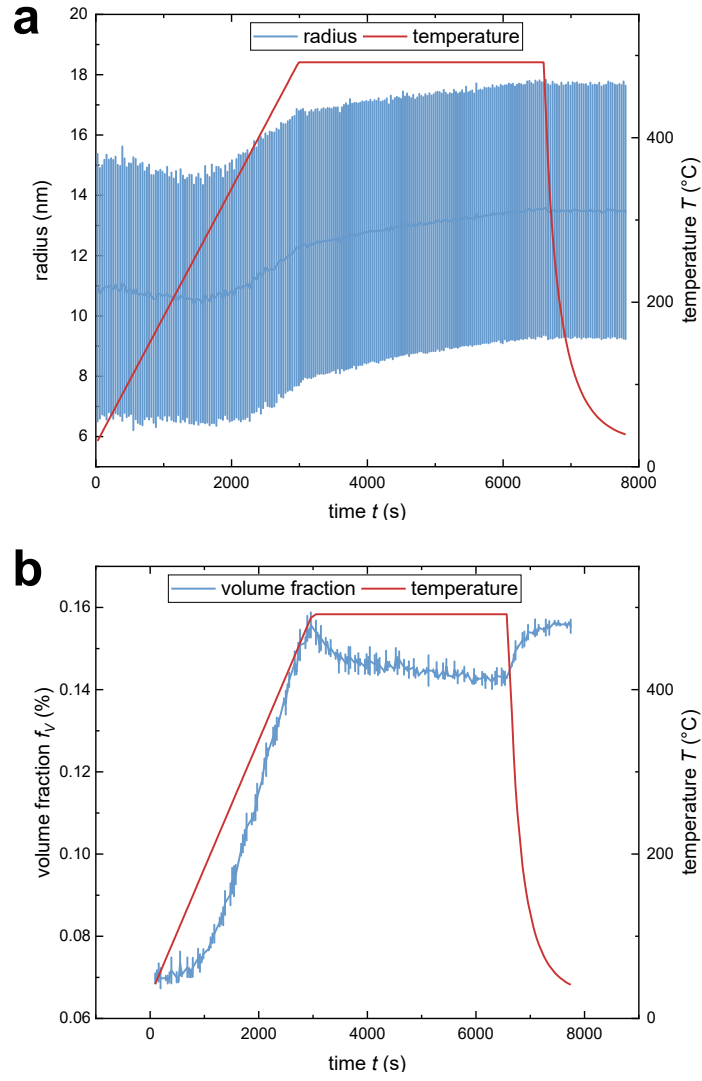 a
radius temperature
20
18
16
14
12
10
8
6
radius (nm)
400
200
0
temperature T (°C)
0 2000 4000 6000 8000
time t (s)
b
volume fraction temperature
0.16
0.14
0.12
0.10
0.08
0.06
volume fraction fV (%)
400
200
0
temperature T (°C)
0 2000 4000 6000 8000
time t (s)